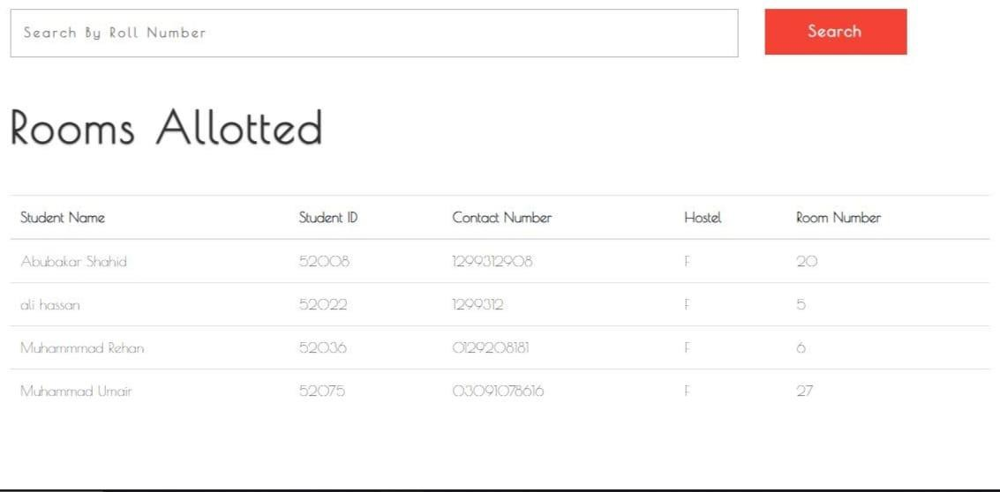 Search By Roll Number Search
Rooms Allotted
Student Name Student ID Contact Number Hostel Room Number
Abubakar Shahid 52008 1299312908 F 20
ali hassan 52022 1299312 F 5
Muhammmad Rehan 52036 0129208181 F 6
Muhammad Umair 52075 03091078616 F 27